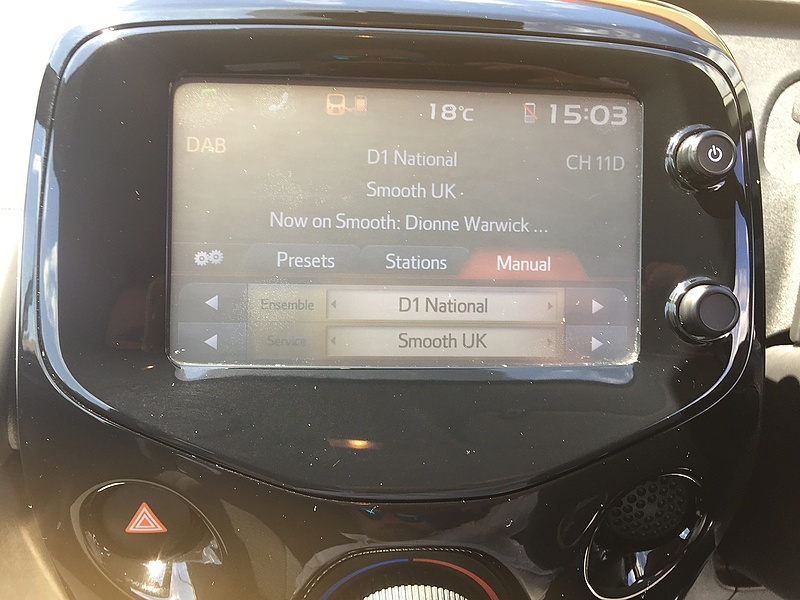 18°C 15:03
DAB
D1 National CH 11D
Smooth UK
Now on Smooth: Dionne Warwick ...
Presets Stations Manual
Ensemble D1 National
Service Smooth UK